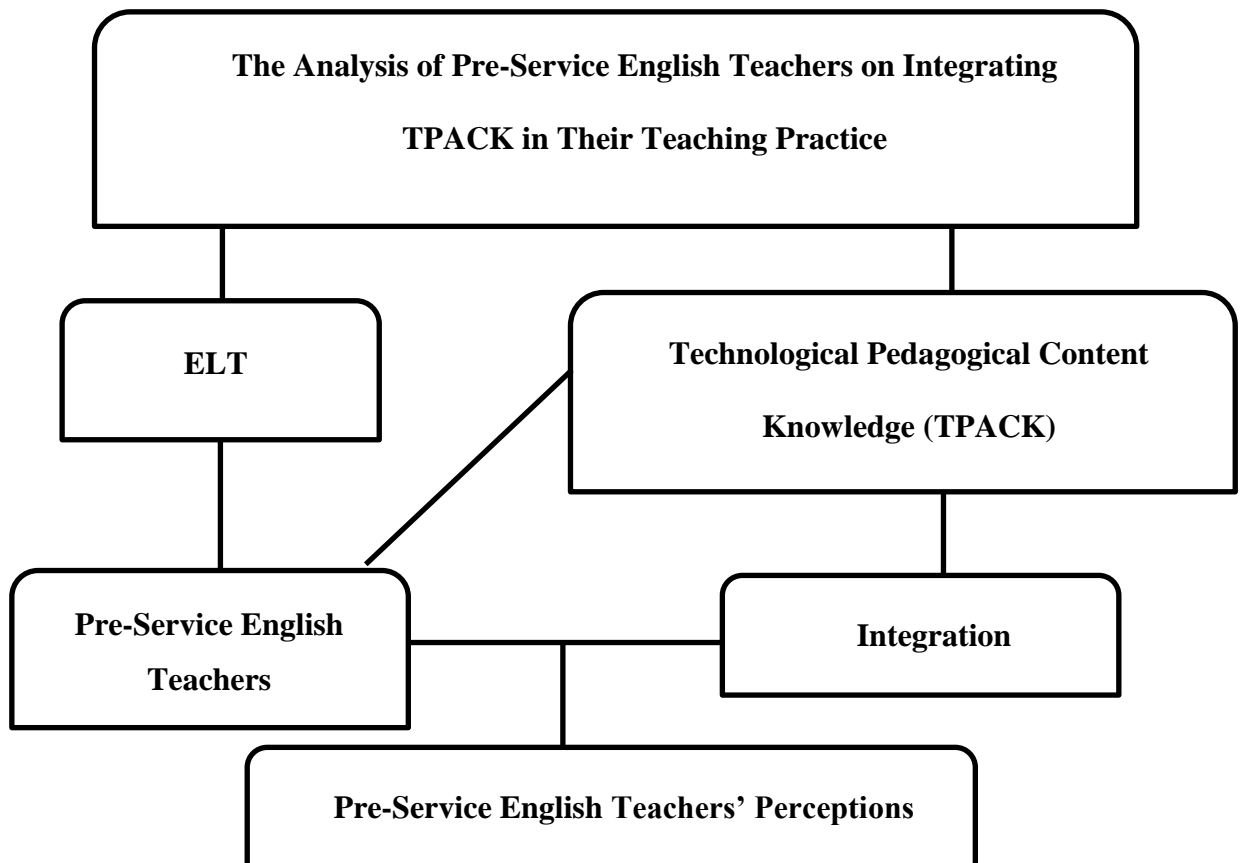 The Analysis of Pre-Service English Teachers on Integrating
TPACK in Their Teaching Practice
ELT
Technological Pedagogical Content
Knowledge (TPACK)
Pre-Service English
Teachers
Integration
Pre-Service English Teachers’ Perceptions